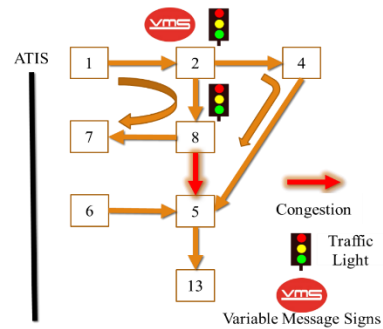 VMS
ATIS
1
2
4
7
8
6
5
Congestion
13
Traffic
Light
VMS
Variable Message Signs